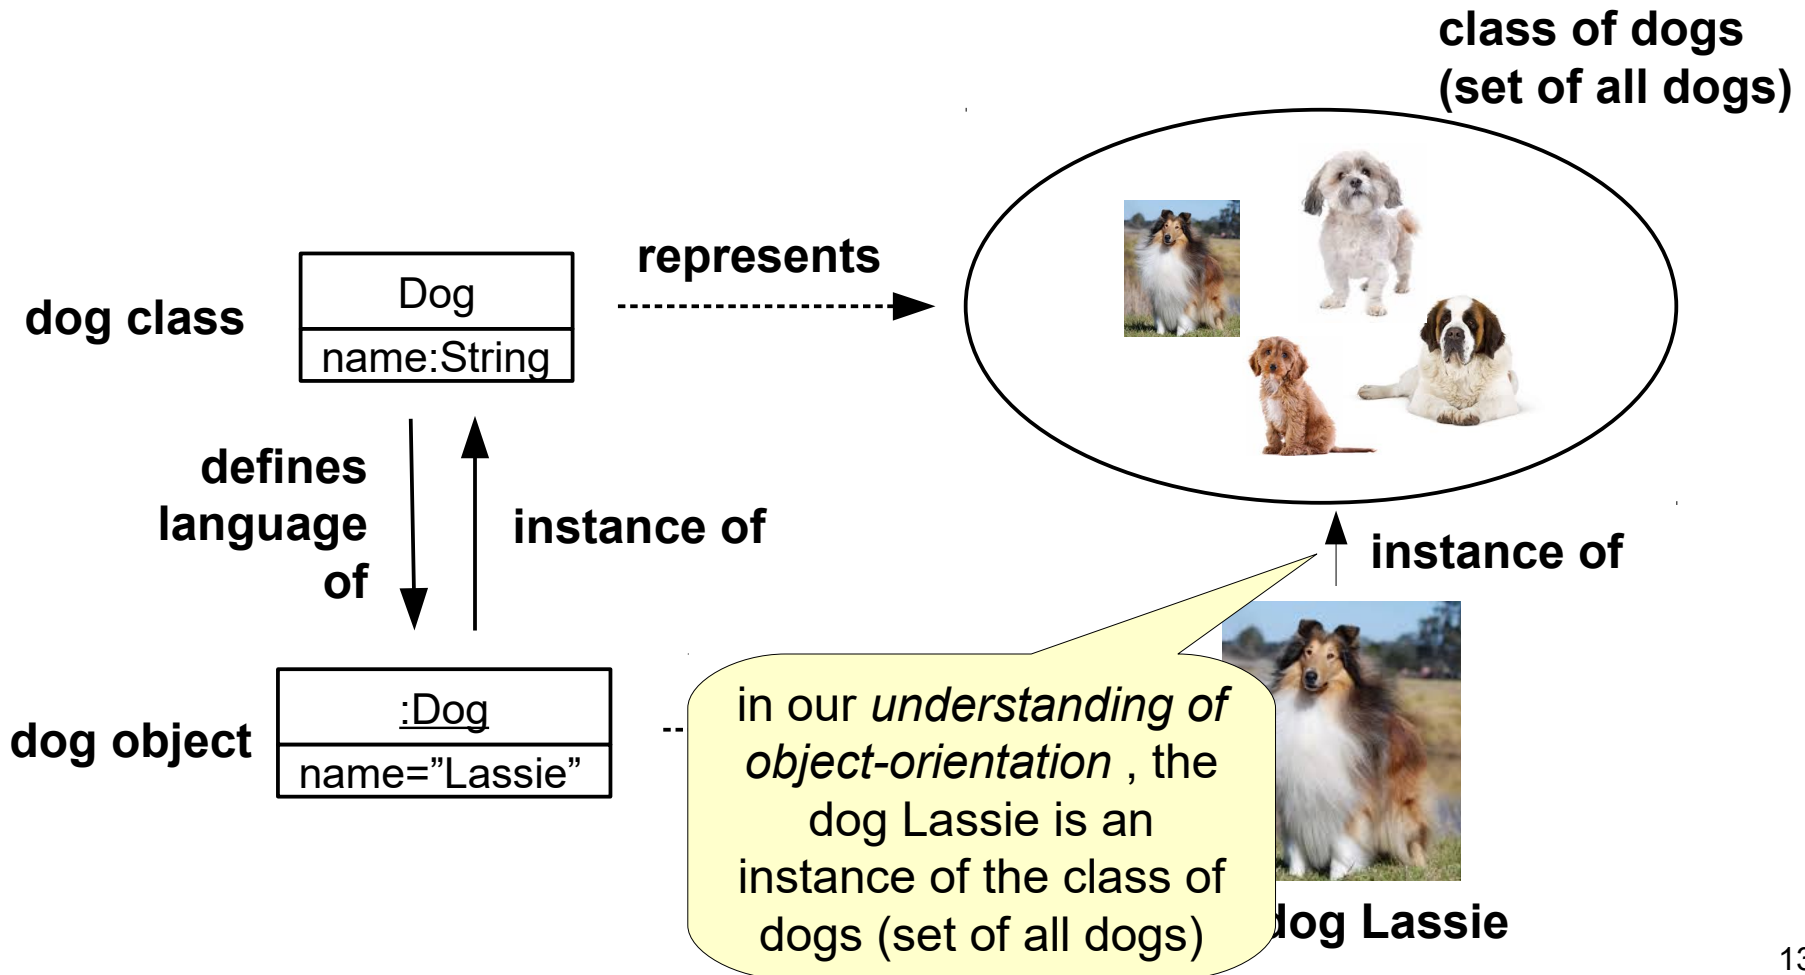 class of dogs
(set of all dogs)
represents
dog class
Dog
name:String
defines
language
of
instance of
instance of
dog object
:Dog
name=”Lassie”
in our understanding of
object-orientation , the
dog Lassie is an
instance of the class of
dogs (set of all dogs)
dog Lassie
13